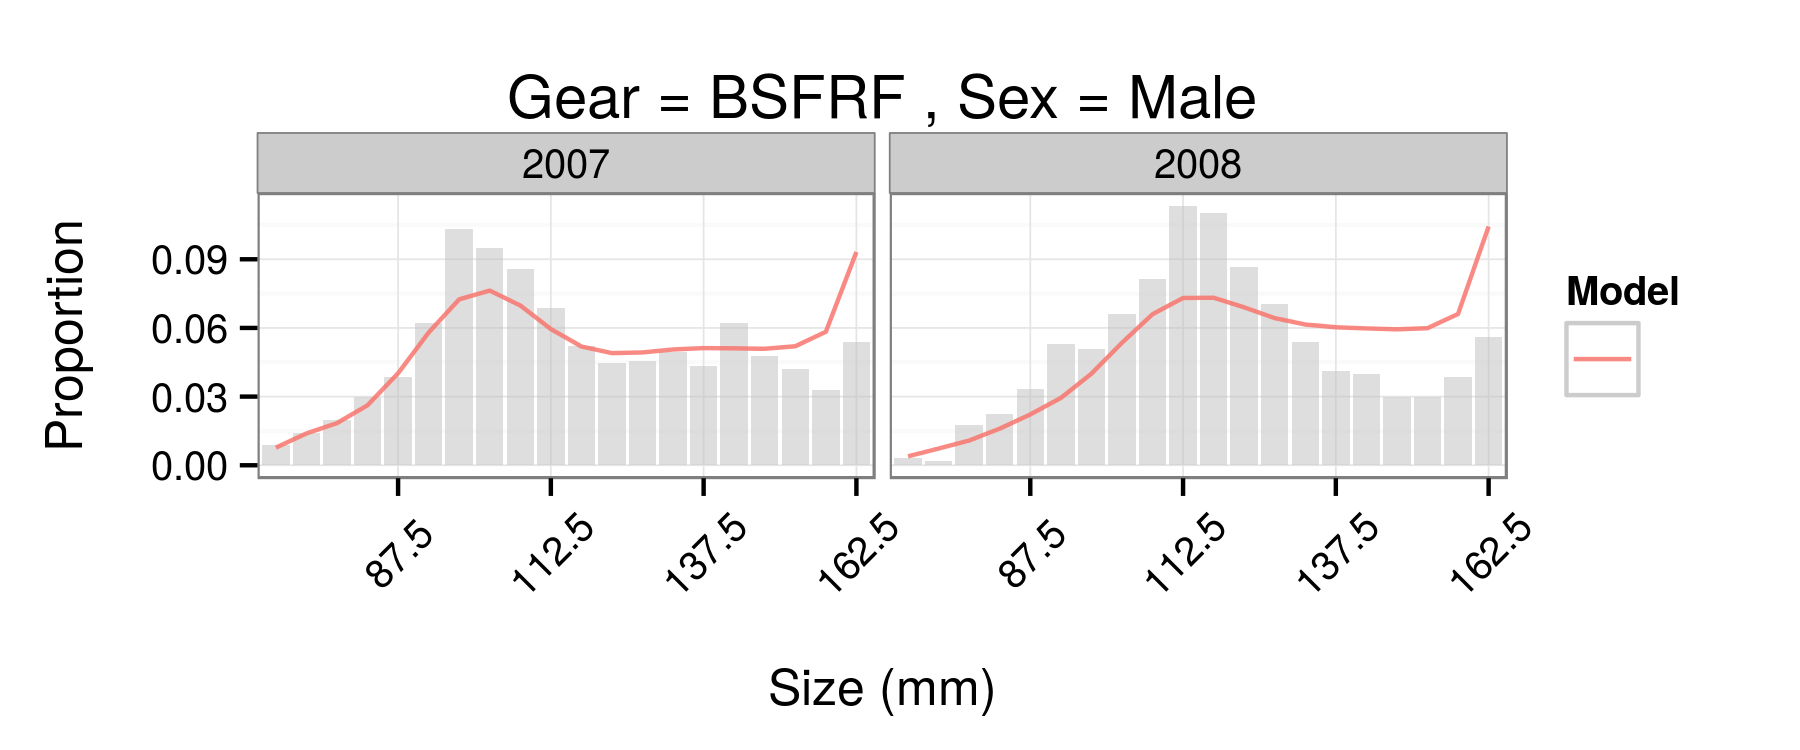 Gear = BSFRF , Sex = Male
2007 2008
Proportion
0.09
0.06
0.03
0.00
87.5 112.5 137.5 162.5 87.5 112.5 137.5 162.5
Size (mm)
Model